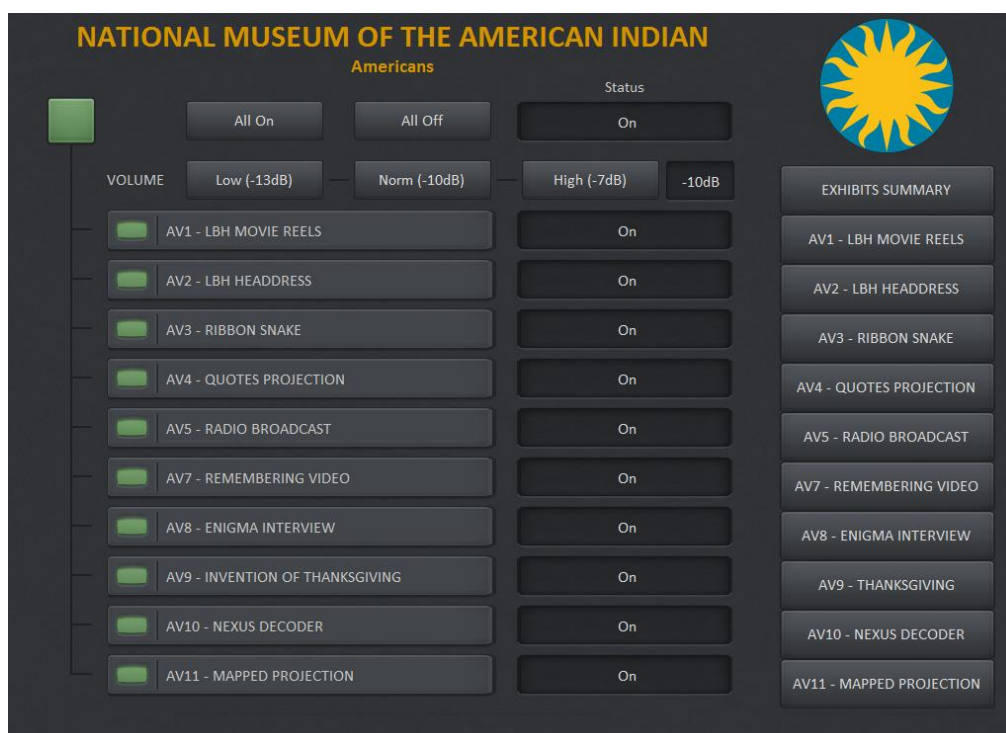 NATIONAL MUSEUM OF THE AMERICAN INDIAN
Americans
Status
All On All Off On
VOLUME Low (-13dB) Norm (-10dB) High (-7dB) -10dB
EXHIBITS SUMMARY
AV1 - LBH MOVIE REELS On AV1 - LBH MOVIE REELS
AV2 - LBH HEADDRESS On AV2 - LBH HEADDRESS
AV3 - RIBBON SNAKE On AV3 - RIBBON SNAKE
AV4 - QUOTES PROJECTION On AV4 - QUOTES PROJECTION
AV5 - RADIO BROADCAST On AV5 - RADIO BROADCAST
AV7 - REMEMBERING VIDEO On AV7 - REMEMBERING VIDEO
AV8 - ENIGMA INTERVIEW On AV8 - ENIGMA INTERVIEW
AV9 - INVENTION OF THANKSGIVING On AV9 - THANKSGIVING
AV10 - NEXUS DECODER On AV10 - NEXUS DECODER
AV11 - MAPPED PROJECTION On AV11 - MAPPED PROJECTION